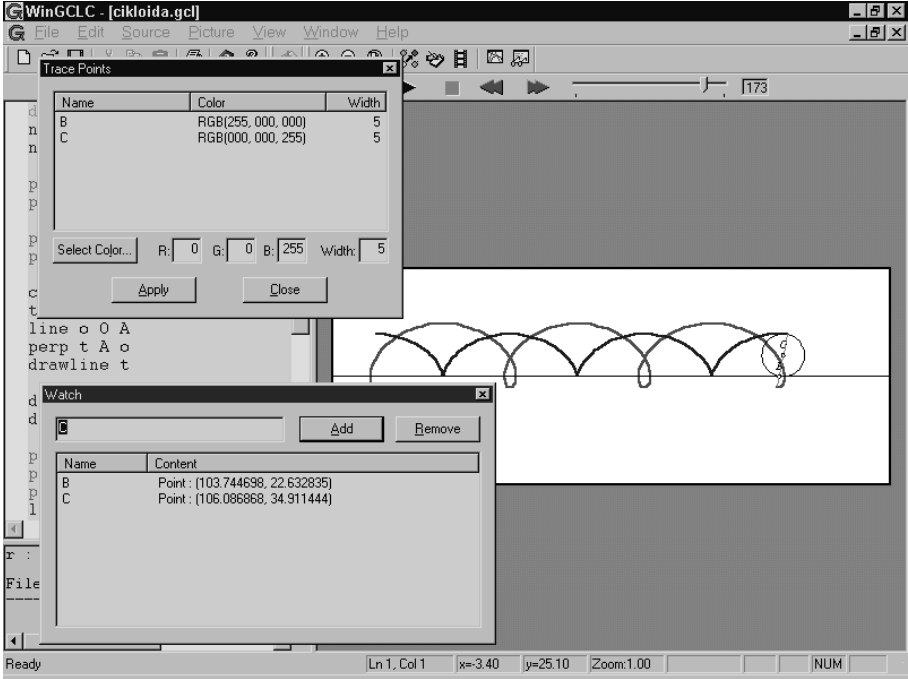 WinGCLC - [cikloida.gcl]
File Edit Source Picture View Window Help
Trace Points
173
Name Color Width
B RGB(255, 000, 000) 5
C RGB(000, 000, 255) 5
Select Color... R: 0 G: 0 B: 255 Width: 5
Apply Close
d
n
n
p
p
p
p
c
t
line o O A
perp t A o
drawline t
d
d
p
p
p
l
Watch
C
Add Remove
Name Content
B Point : (103.744698, 22.632835)
C Point : (106.086868, 34.911444)
r :
File
Ready Ln 1, Col 1 x=-3.40 y=25.10 Zoom:1.00 NUM